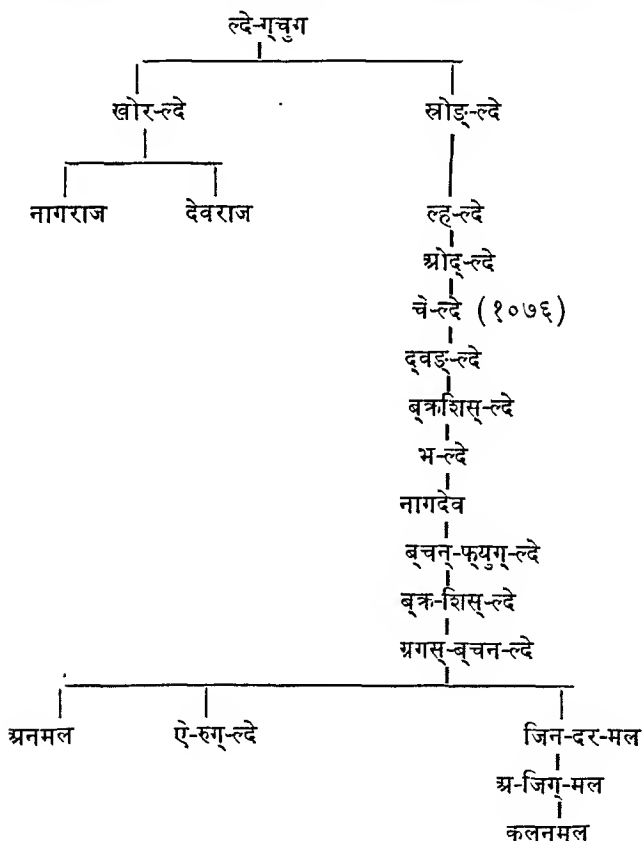 ल्दे-ग्चुग
खोर-ल्दे स्रोङ्-ल्दे
नागराज देवराज ल्ह-ल्दे
ओद्-ल्दे
चे-ल्दे (१०७६)
द्वङ्-ल्दे
ब्क्रशिस्-ल्दे
भ-ल्दे
नागदेव
ब्चन्-फ्युग्-ल्दे
ब्क्र-शिस्-ल्दे
ग्रगस्-ब्चन-ल्दे
अनमल ऐ-रुग्-ल्दे जिन-दर-मल
अ-जिग्-मल
कलनमल